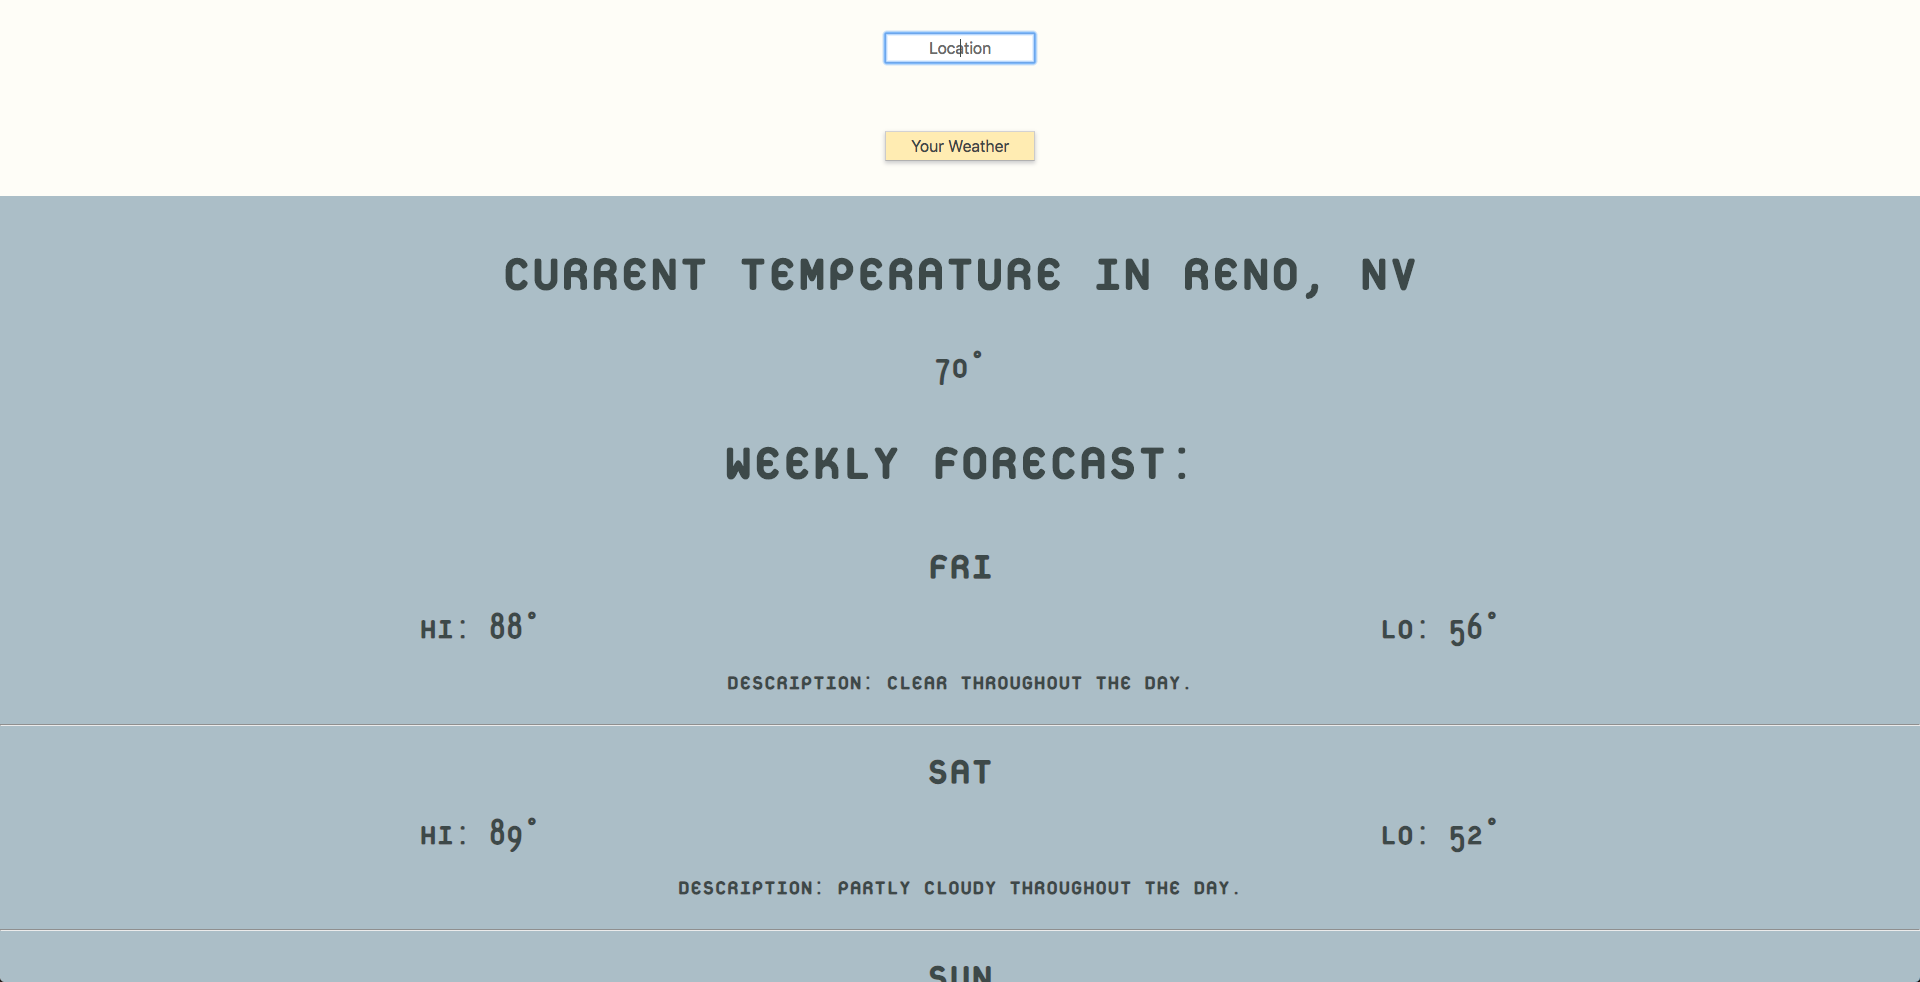 Location
Your Weather
CURRENT TEMPERATURE IN RENO, NV
70°
WEEKLY FORECAST:
FRI
HI: 88° LO: 56°
DESCRIPTION: CLEAR THROUGHOUT THE DAY.
SAT
HI: 89° LO: 52°
DESCRIPTION: PARTLY CLOUDY THROUGHOUT THE DAY.
SUN